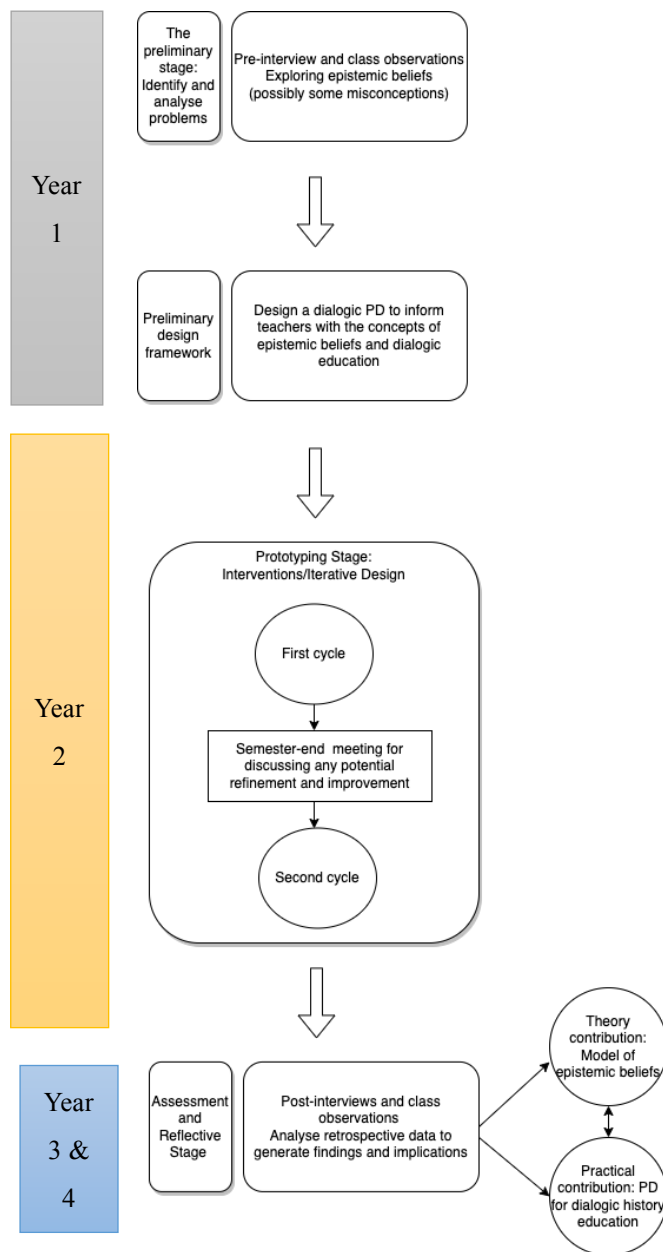 Year
1
The
preliminary
stage:
Identify and
analyse
problems
Pre-interview and class observations
Exploring epistemic beliefs
(possibly some misconceptions)
Preliminary
design
framework
Design a dialogic PD to inform
teachers with the concepts of
epistemic beliefs and dialogic
education
Year
2
Prototyping Stage:
Interventions/Iterative Design
First cycle
Semester-end meeting for
discussing any potential
refinement and improvement
Second cycle
Year
3 &
4
Assessment
and
Reflective
Stage
Post-interviews and class
observations
Analyse retrospective data to
generate findings and implications
Theory
contribution:
Model of
epistemic beliefs
Practical
contribution: PD
for dialogic history
education